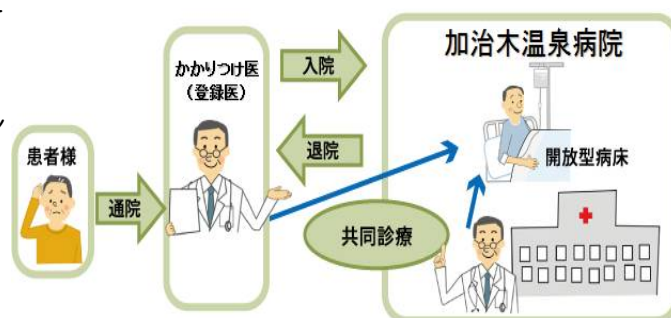 患者様
通院
かかりつけ医
(登録医)
入院
退院
共同診療
加治木温泉病院
開放型病床